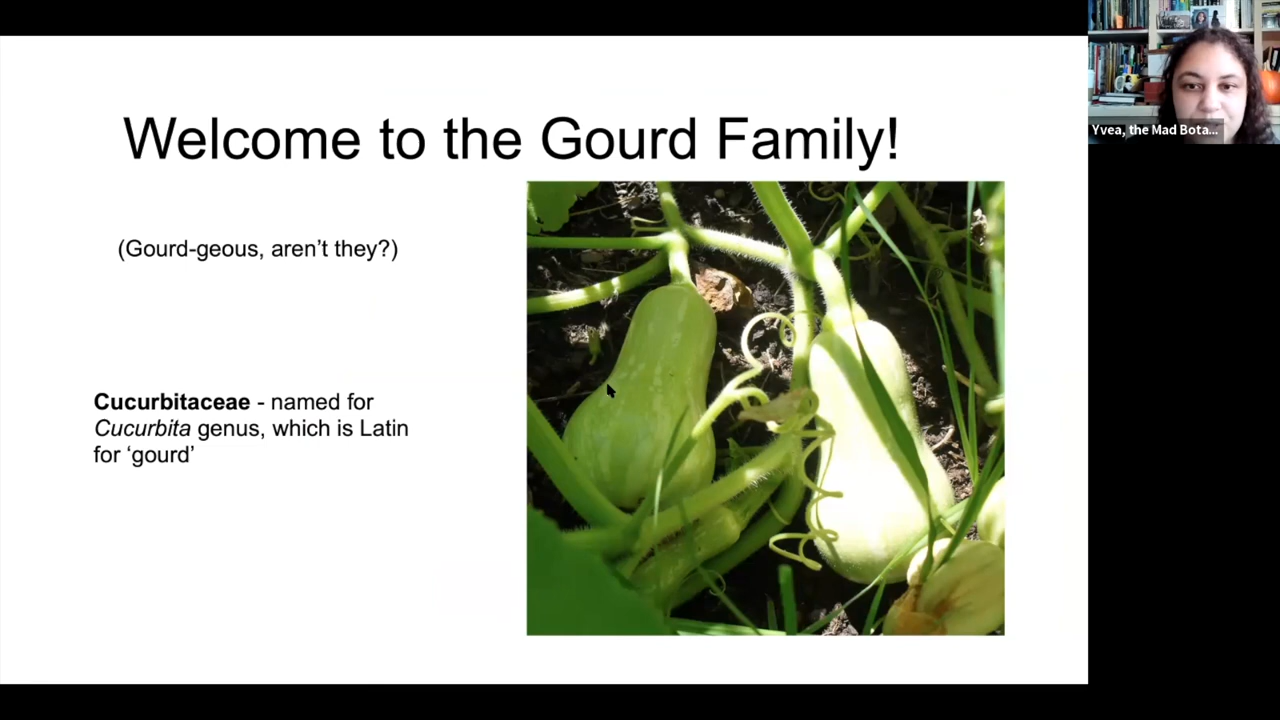 Welcome to the Gourd Family!
(Gourd-geous, aren’t they?)
Cucurbitaceae - named for
Cucurbita genus, which is Latin
for ‘gourd’
Yvea, the Mad Bota...